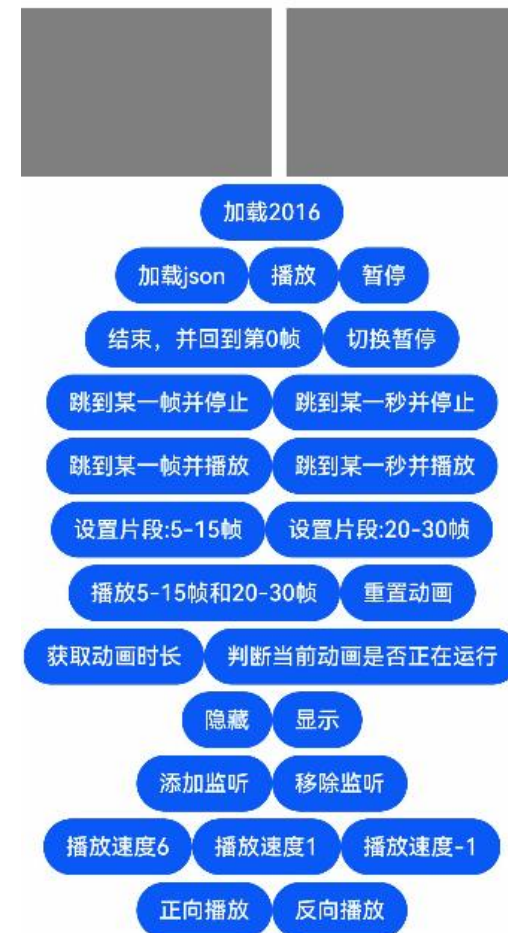 加载2016
加载json 播放 暂停
结束，并回到第0帧 切换暂停
跳到某一帧并停止 跳到某一秒并停止
跳到某一帧并播放 跳到某一秒并播放
设置片段:5-15帧 设置片段:20-30帧
播放5-15帧和20-30帧 重置动画
获取动画时长 判断当前动画是否正在运行
隐藏 显示
添加监听 移除监听
播放速度6 播放速度1 播放速度-1
正向播放 反向播放